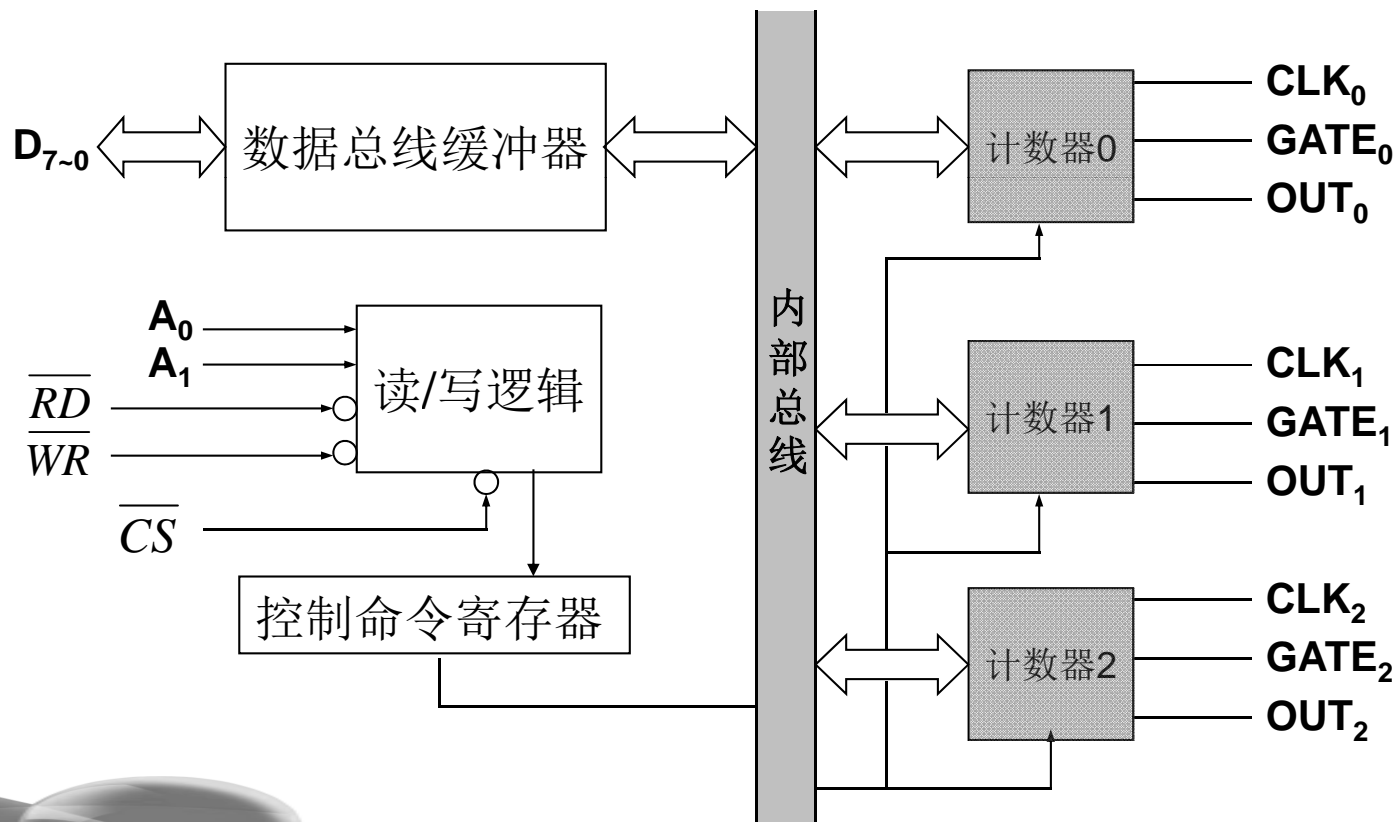 D7~0
数据总线缓冲器
A0
A1
RD
WR
CS
读/写逻辑
控制命令寄存器
内部总线
计数器0
CLK0
GATE0
OUT0
计数器1
CLK1
GATE1
OUT1
计数器2
CLK2
GATE2
OUT2